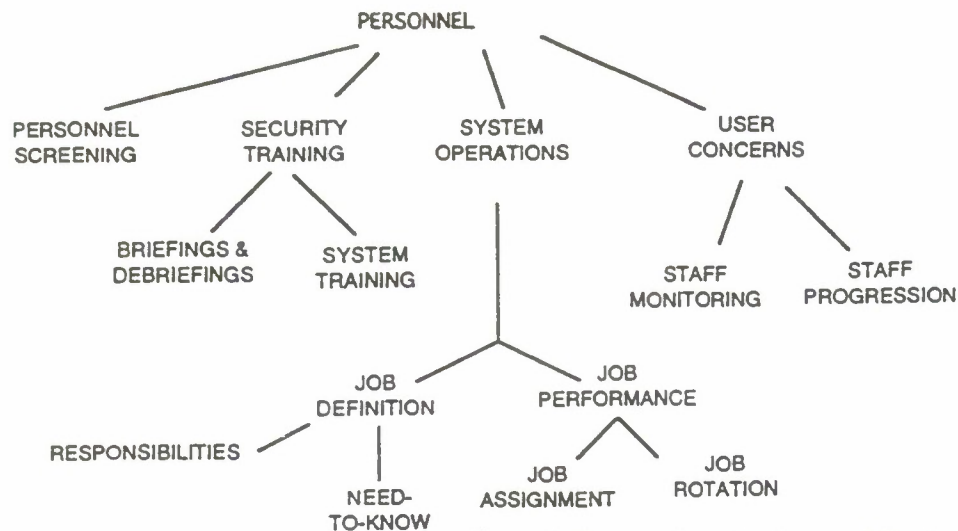 PERSONNEL
PERSONNEL
SCREENING
SECURITY
TRAINING
SYSTEM
OPERATIONS
USER
CONCERNS
BRIEFINGS &
DEBRIEFINGS
SYSTEM
TRAINING
STAFF
MONITORING
STAFF
PROGRESSION
JOB
DEFINITION
JOB
PERFORMANCE
RESPONSIBILITIES
NEED-
TO-KNOW
JOB
ASSIGNMENT
JOB
ROTATION